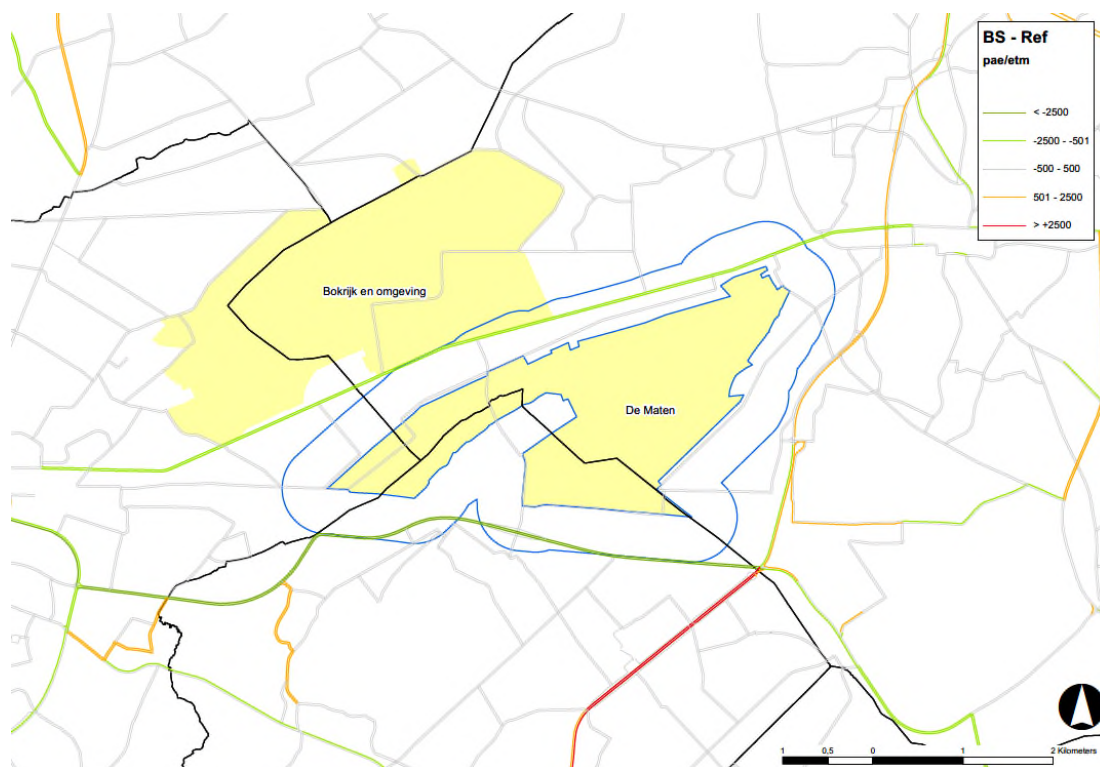 BS - Ref
pae/etm
< -2500
-2500 - -501
-500 - 500
501 - 2500
> +2500
Bokrijk en omgeving
De Maten
1 0,5 0 1 2 Kilometers